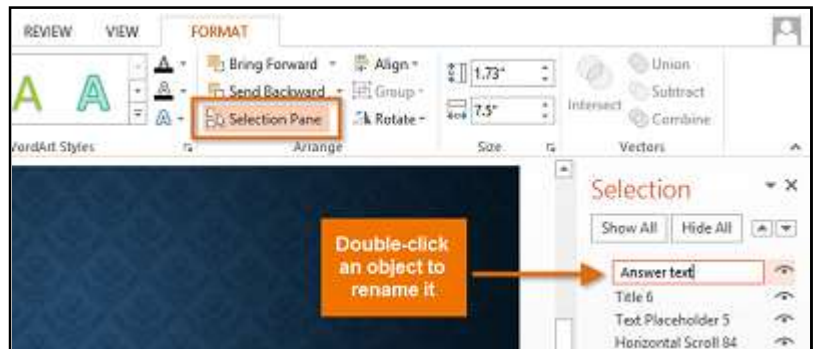 REVIEW VIEW FORMAT
Bring Forward Align
Send Backward Group
Selection Pane Rotate
1.73"
7.5"
Union
Subtract
Intersect
Combine
WordArt Styles Arrange Size Vectors
Selection
Show All Hide All
Double-click
an object to
rename it
Answer text
Title 6
Text Placeholder 5
Horizontal Scroll 84